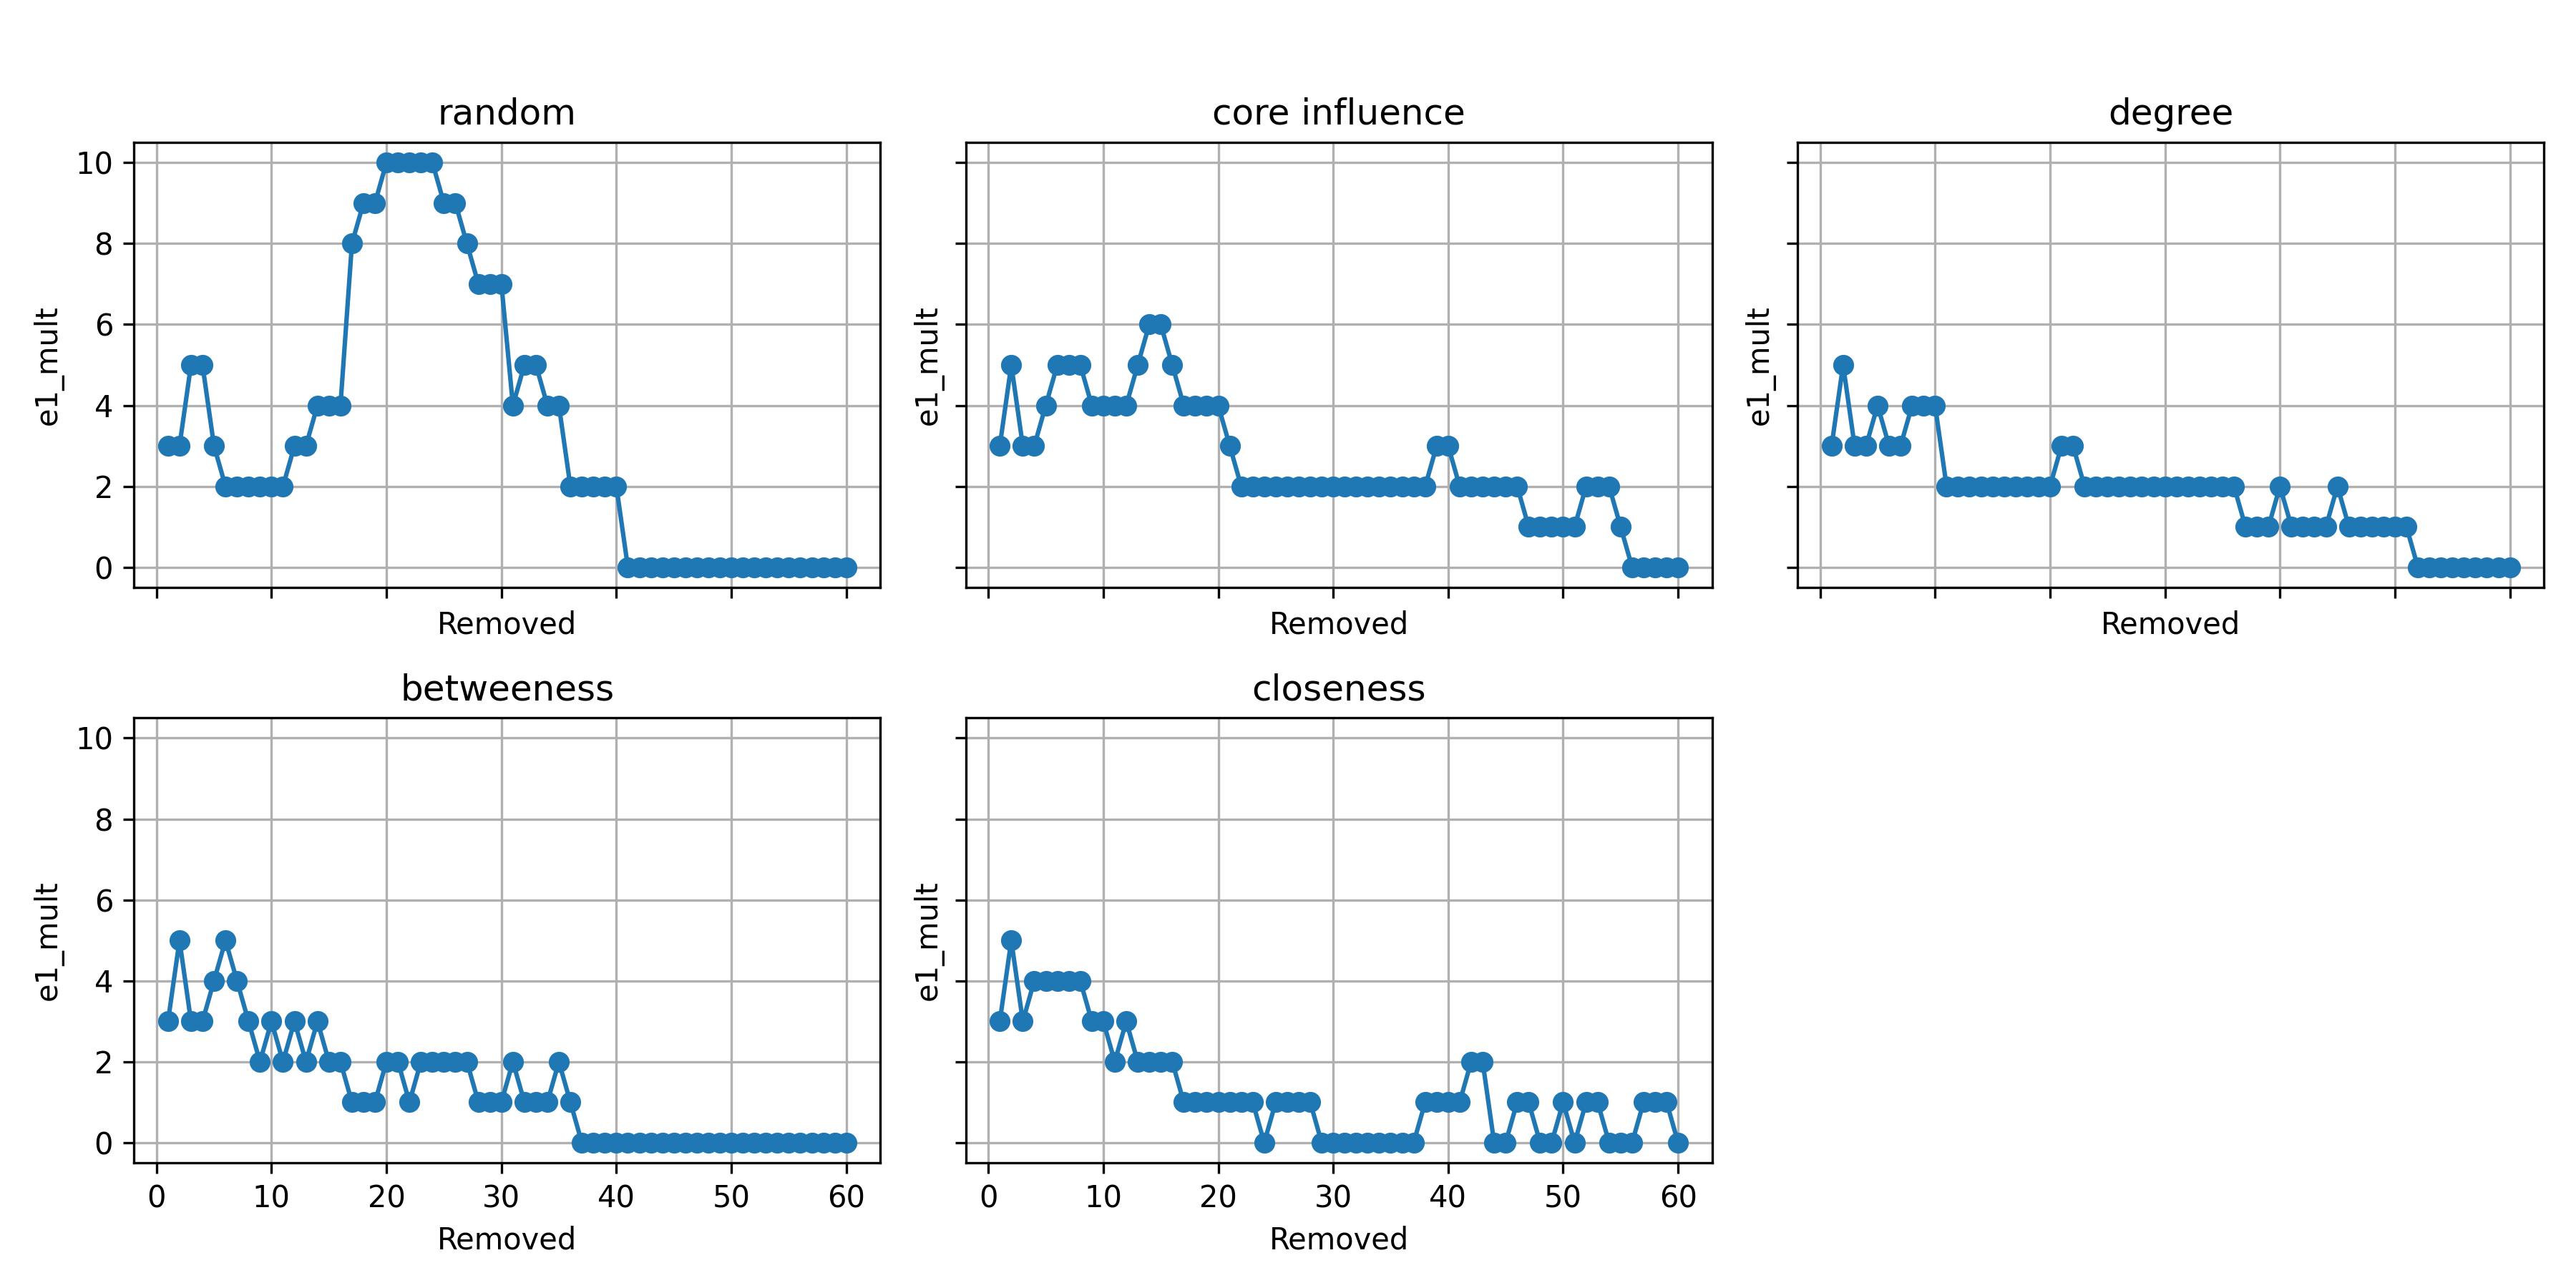 random
core influence
degree
10
8
6
4
2
0
e1_mult
e1_mult
e1_mult
Removed
Removed
Removed
betweeness
closeness
10
8
6
4
2
0
e1_mult
e1_mult
0 10 20 30 40 50 60
0 10 20 30 40 50 60
Removed
Removed